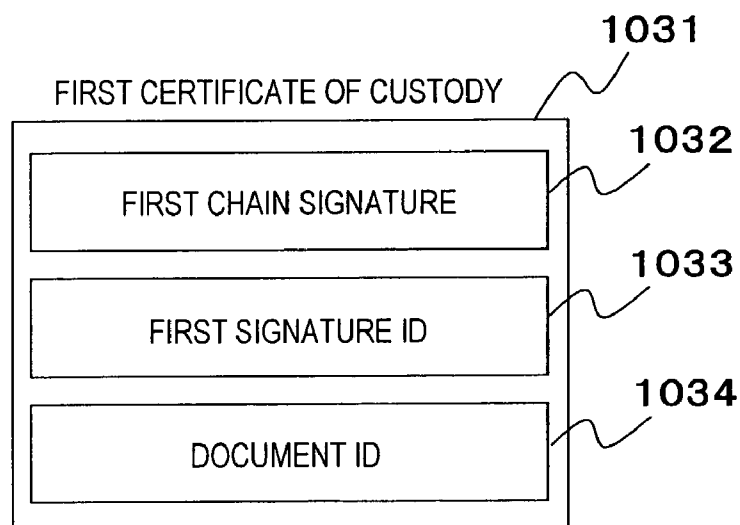 1031
FIRST CERTIFICATE OF CUSTODY
1032
FIRST CHAIN SIGNATURE
1033
FIRST SIGNATURE ID
1034
DOCUMENT ID